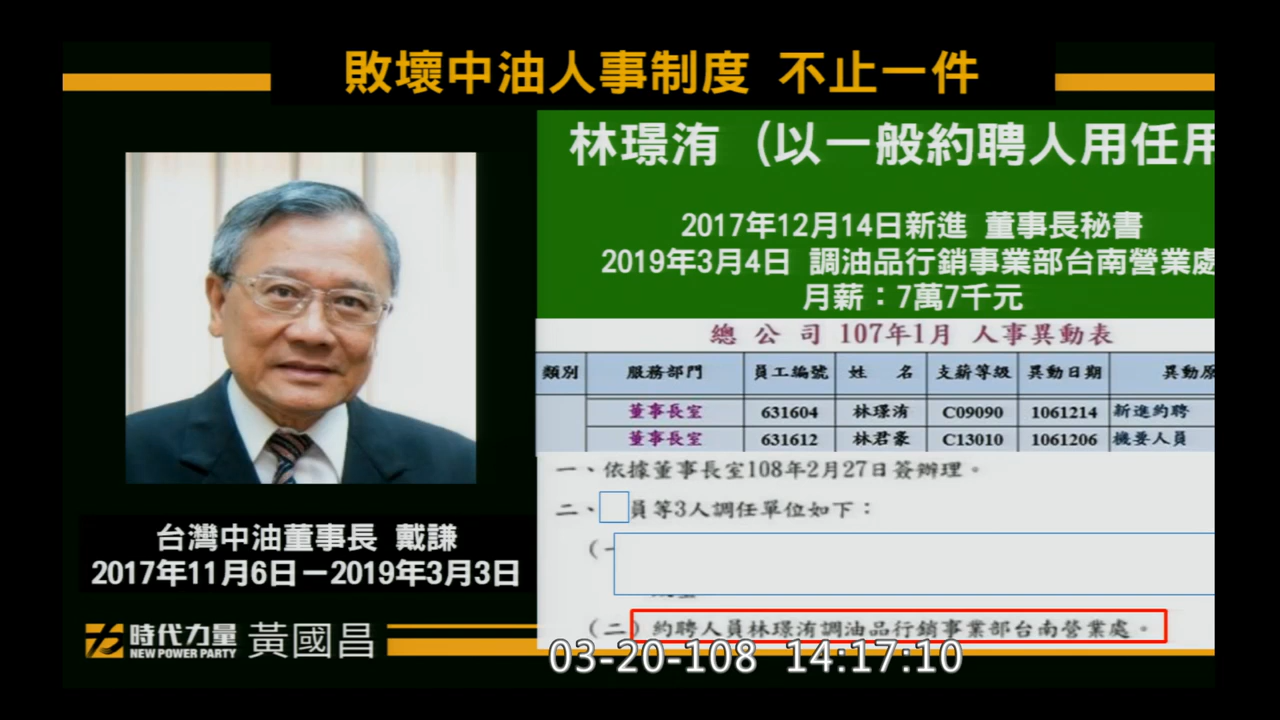 敗壞中油人事制度 不止一件
台灣中油董事長 戴謙
2017年11月6日－2019年3月3日
時代力量
NEW POWER PARTY
黃國昌
林璟洧（以一般約聘人用任用
2017年12月14日新進 董事長秘書
2019年3月4日 調油品行銷事業部台南營業處
月薪：7萬7千元
總公司 107年1月 人事異動表
類別 服務部門 員工編號 姓 名 支薪等級 異動日期 異動原
董事長室 631604 林璟洧 C09090 1061214 新進約聘
董事長室 631612 林君豪 C13010 1061206 機要人員
一、依據董事長室108年2月27日簽辦理。
二、 員等3人調任單位如下：
(一
(二) 約聘人員林璟洧調油品行銷事業部台南營業處。
03-20-108 14:17:10